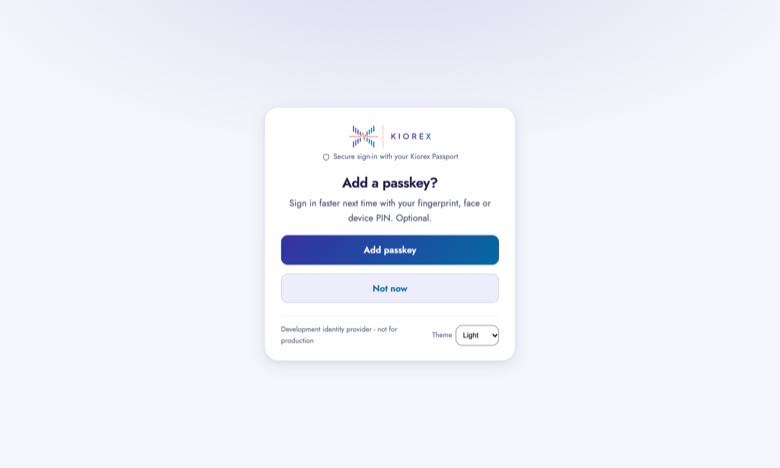 KIOREX
Secure sign-in with your Kiorex Passport
Add a passkey?
Sign in faster next time with your fingerprint, face or
device PIN. Optional.
Add passkey
Not now
Development identity provider - not for
production
Theme
Light